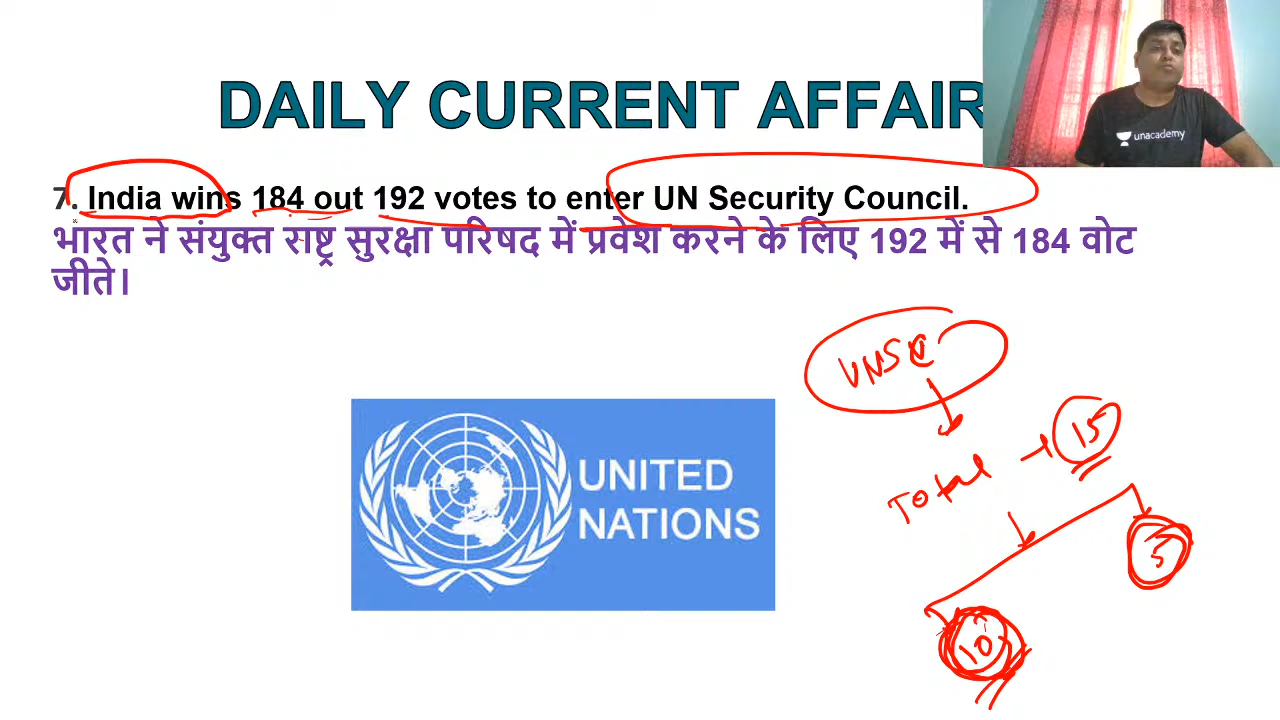 DAILY CURRENT AFFAIR
unacademy
7. India wins 184 out 192 votes to enter UN Security Council.
भारत ने संयुक्त राष्ट्र सुरक्षा परिषद में प्रवेश करने के लिए 192 में से 184 वोट
जीते।
UNSC
Total → 15
5
10
UNITED
NATIONS